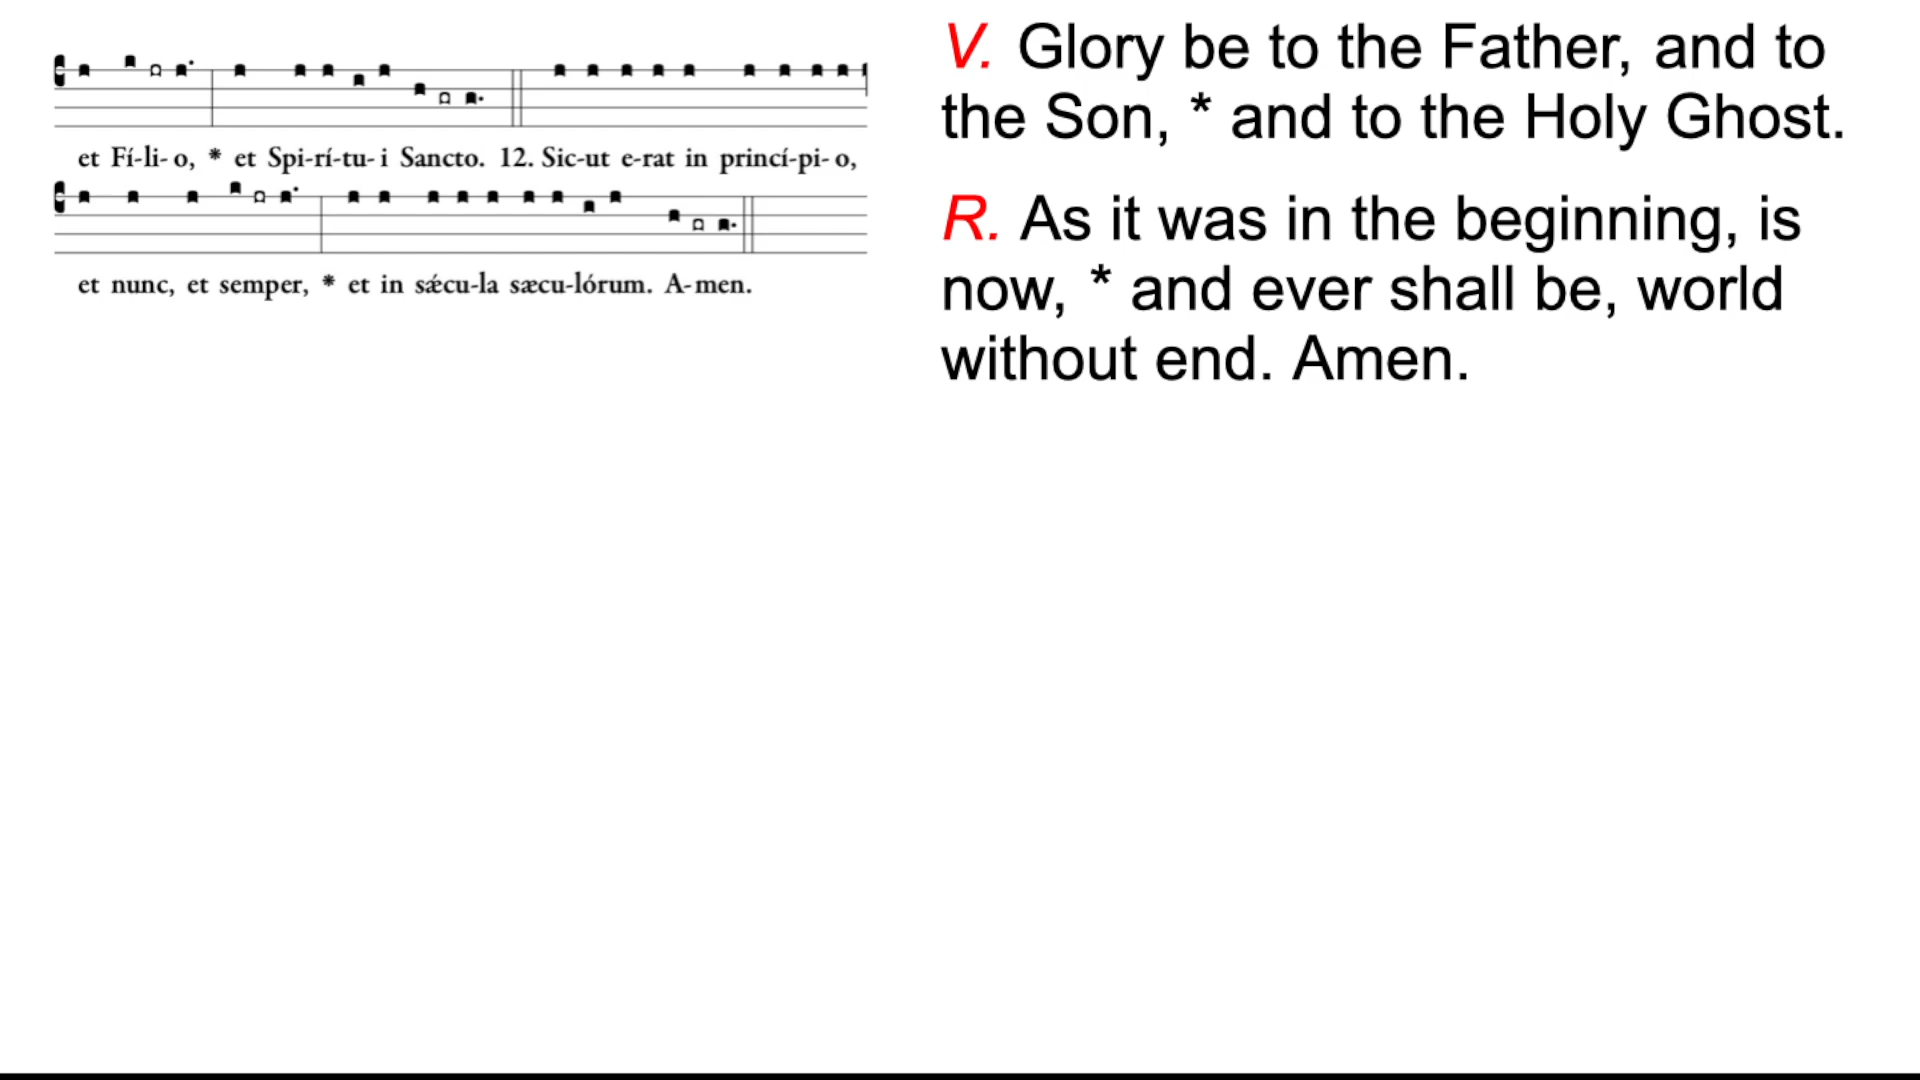 et Fí-li-o, * et Spi-rí-tu-i Sancto. 12. Sic-ut e-rat in princí-pi-o,
et nunc, et semper, * et in sǽcu-la sæcu-lórum. A-men.
V. Glory be to the Father, and to
the Son, * and to the Holy Ghost.
R. As it was in the beginning, is
now, * and ever shall be, world
without end. Amen.